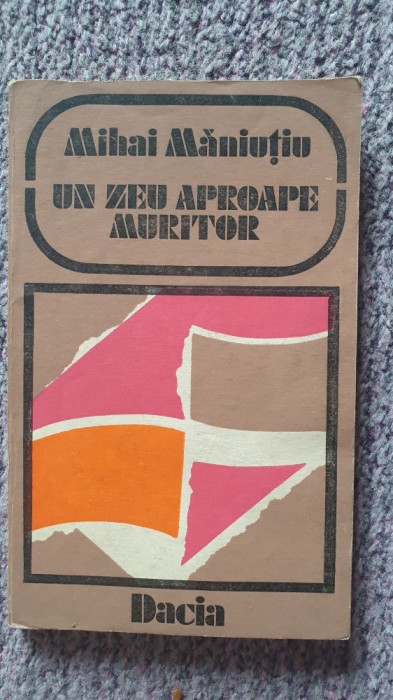 Mihai Măniuțiu
UN ZEU APROAPE
MURITOR
Dacia